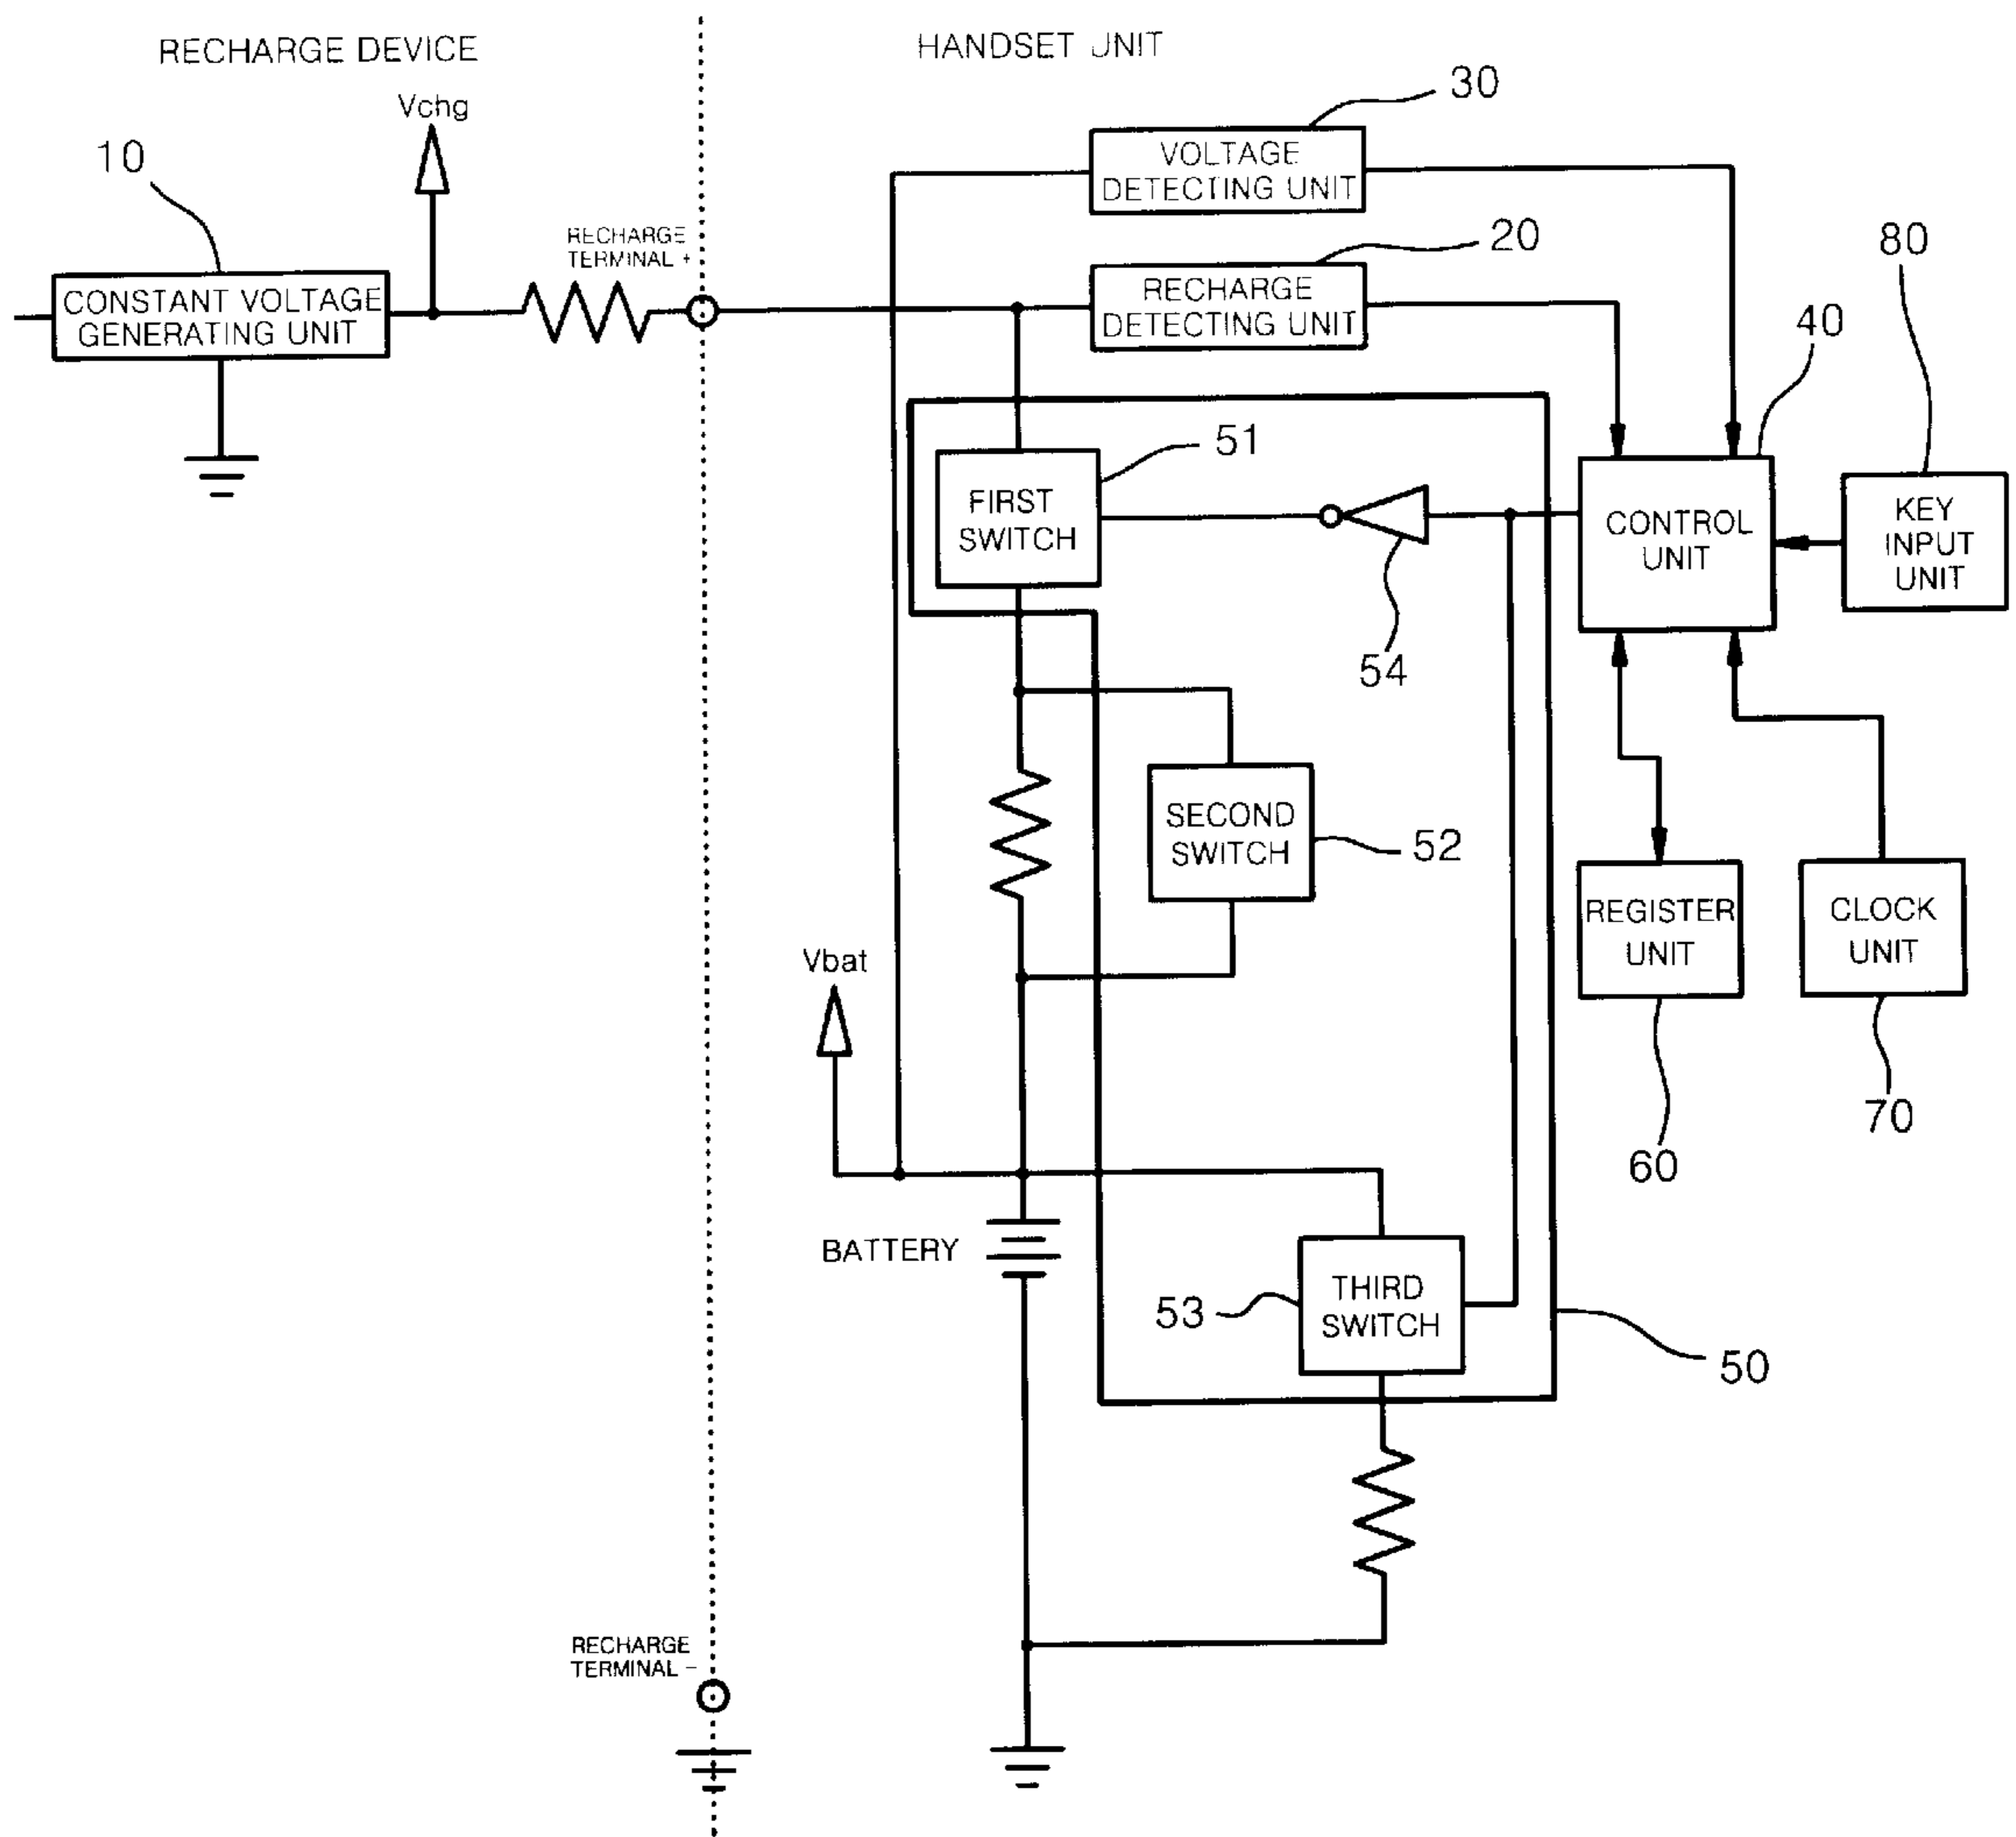 RECHARGE DEVICE
HANDSET UNIT
30
Vchg
10
VOLTAGE
DETECTING UNIT
20
80
RECHARGE
TERMINAL +
CONSTANT VOLTAGE
GENERATING UNIT
RECHARGE
DETECTING UNIT
40
51
FIRST
SWITCH
CONTROL
UNIT
KEY
INPUT
UNIT
54
SECOND
SWITCH
52
REGISTER
UNIT
CLOCK
UNIT
Vbat
70
60
BATTERY
THIRD
SWITCH
53
50
RECHARGE
TERMINAL -